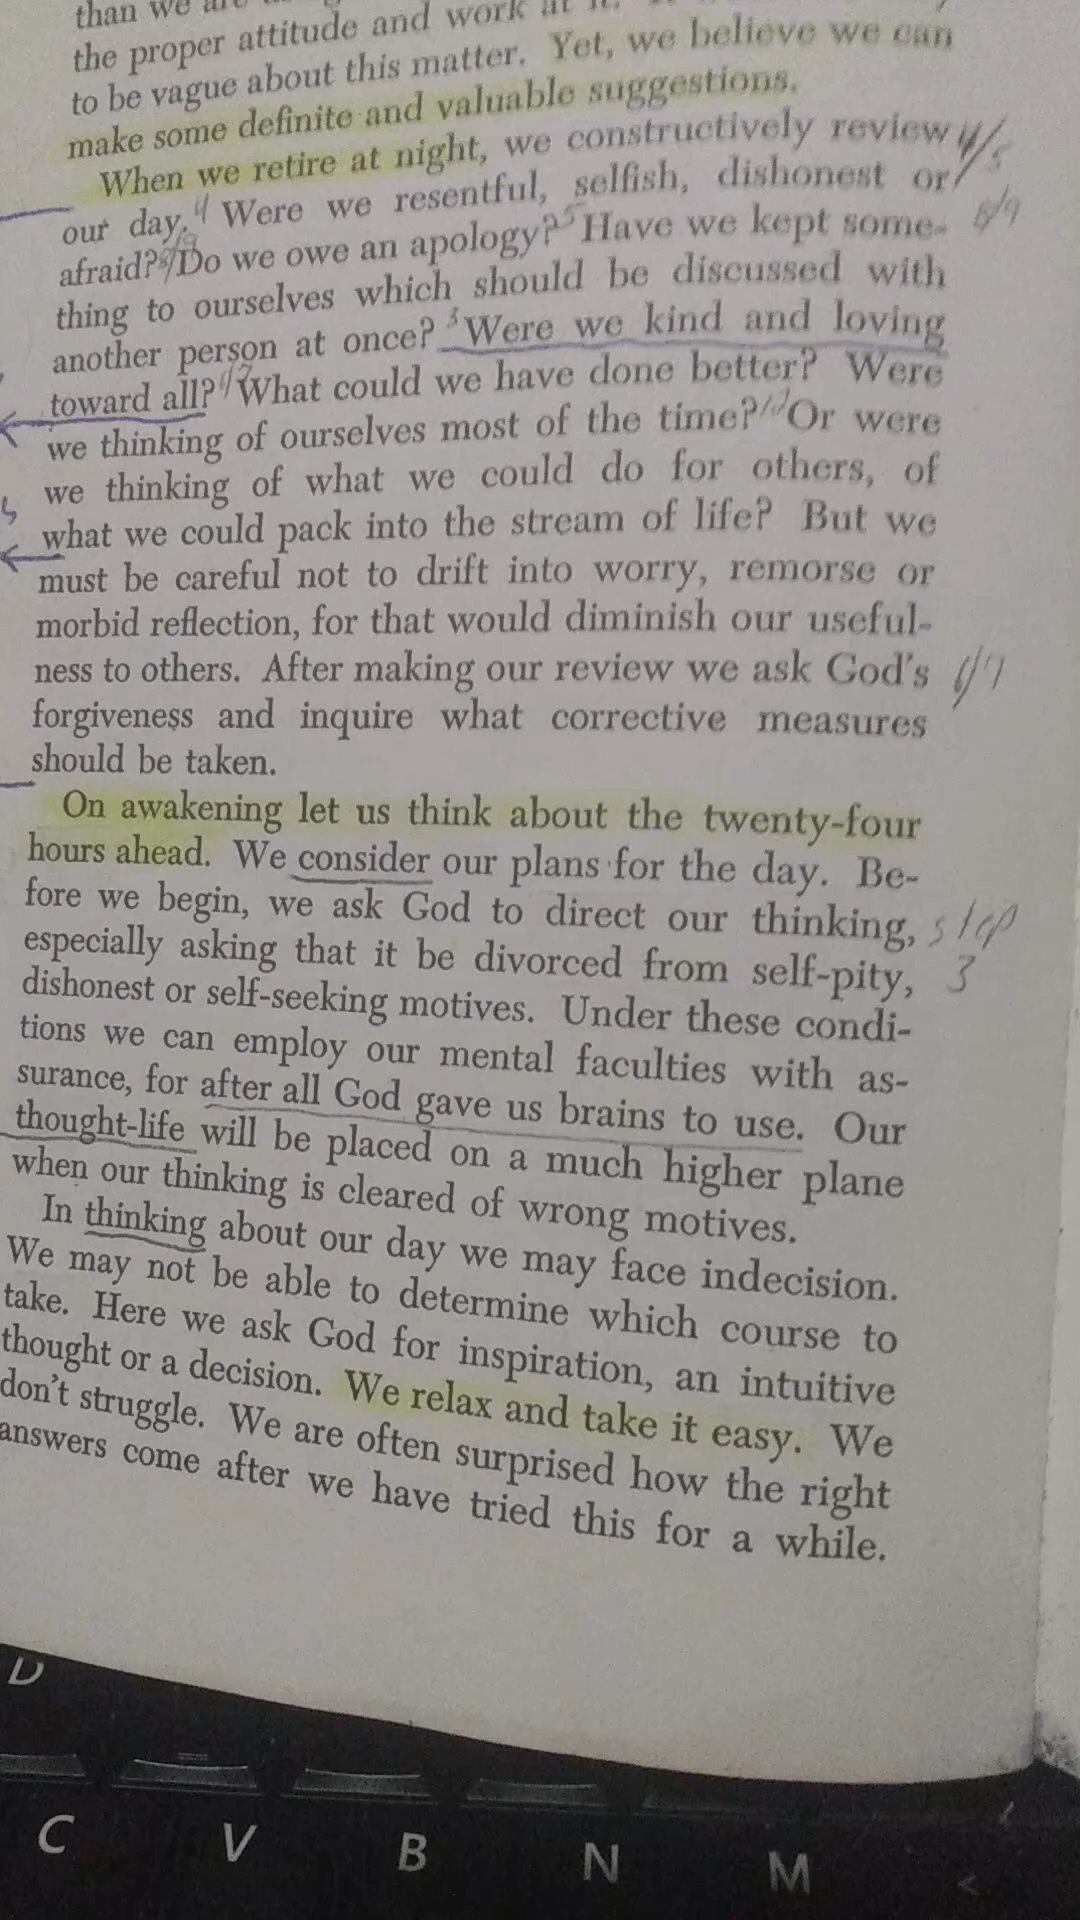 than we
the proper attitude and work at it.
to be vague about this matter. Yet, we believe we can
make some definite and valuable suggestions.
When we retire at night, we constructively review
our day. 4 Were we resentful, selfish, dishonest or
afraid? Do we owe an apology? 5 Have we kept some-
thing to ourselves which should be discussed with
another person at once? Were we kind and loving
toward all? What could we have done better? Were
we thinking of ourselves most of the time? Or were
we thinking of what we could do for others, of
what we could pack into the stream of life? But we
must be careful not to drift into worry, remorse or
morbid reflection, for that would diminish our useful-
ness to others. After making our review we ask God's
forgiveness and inquire what corrective measures
should be taken.
On awakening let us think about the twenty-four
hours ahead. We consider our plans for the day. Be-
fore we begin, we ask God to direct our thinking, step
especially asking that it be divorced from self-pity, 3
dishonest or self-seeking motives. Under these condi-
tions we can employ our mental faculties with as-
surance, for after all God gave us brains to use. Our
thought-life will be placed on a much higher plane
when our thinking is cleared of wrong motives.
In thinking about our day we may face indecision.
We may not be able to determine which course to
take. Here we ask God for inspiration, an intuitive
thought or a decision. We relax and take it easy. We
don't struggle. We are often surprised how the right
answers come after we have tried this for a while.
D
C V B N M <